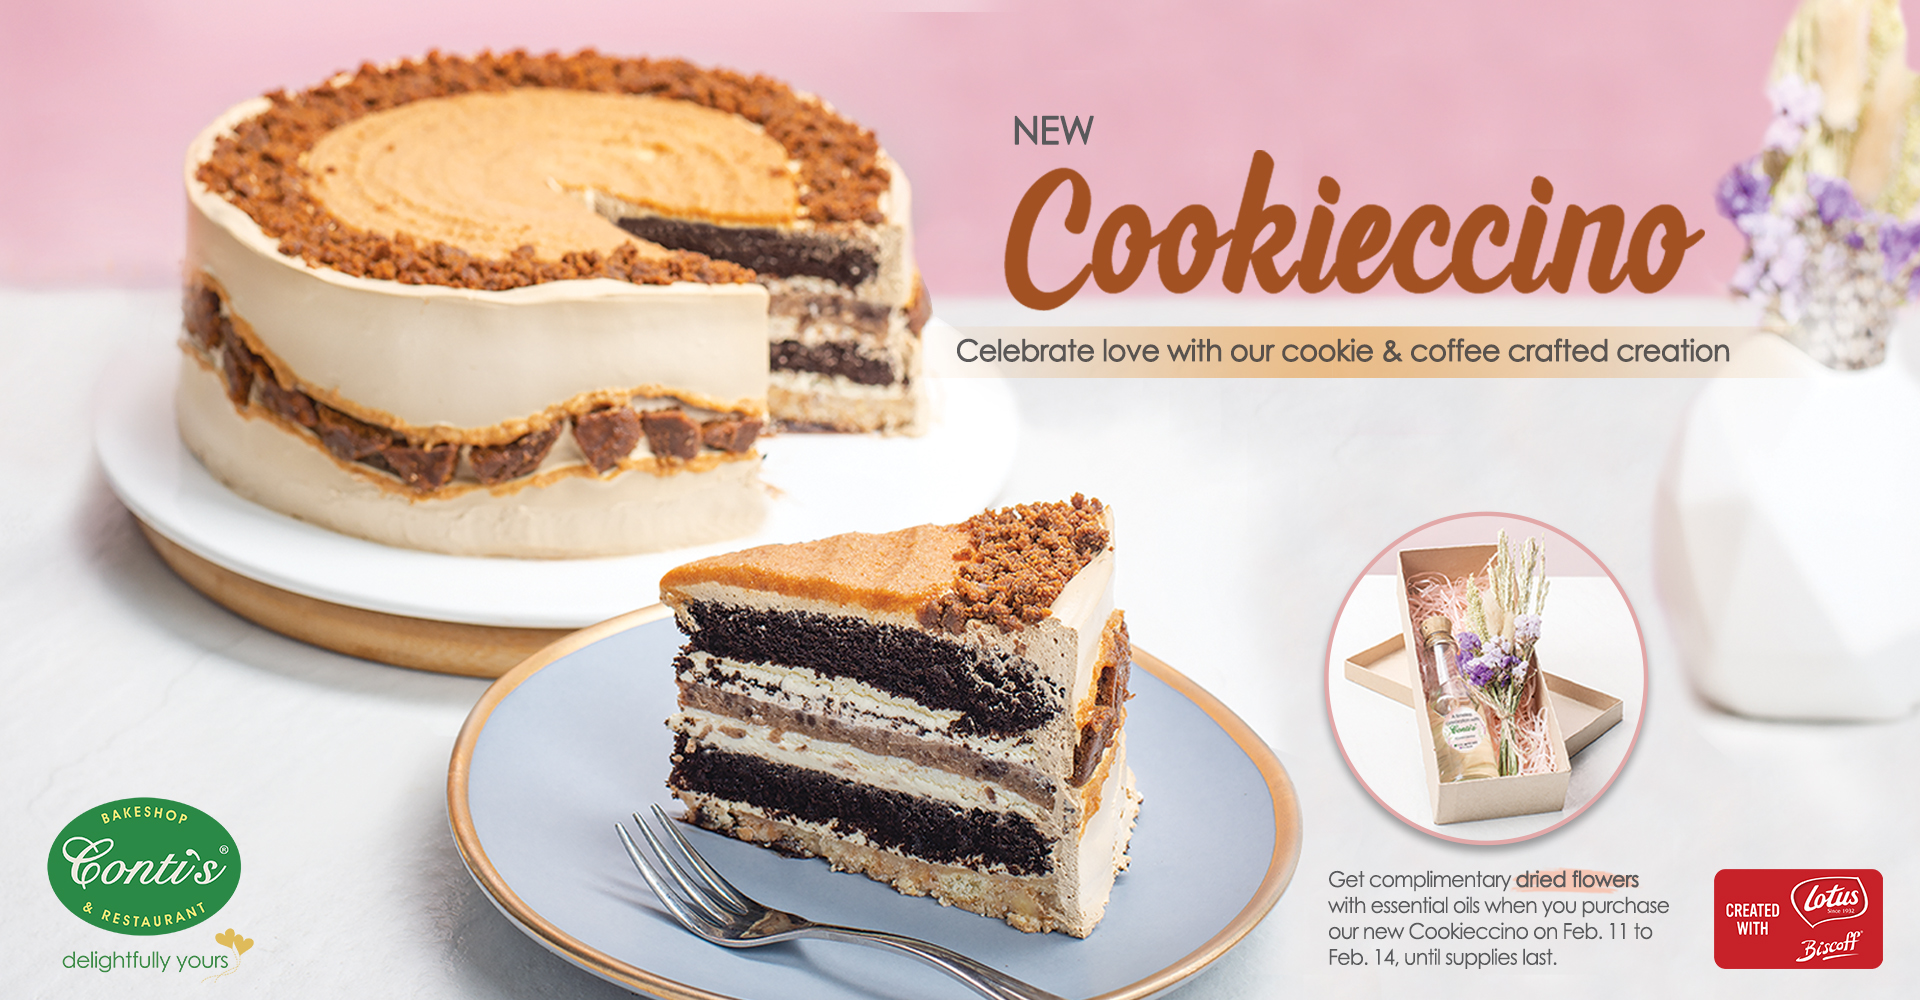 NEW
Cookieccino
Celebrate love with our cookie & coffee crafted creation
Conti's
BAKESHOP
Conti's®
& RESTAURANT
delightfully yours
Get complimentary dried flowers
with essential oils when you purchase
our new Cookieccino on Feb. 11 to
Feb. 14, until supplies last.
CREATED
WITH
lotus
Since 1932
Biscoff